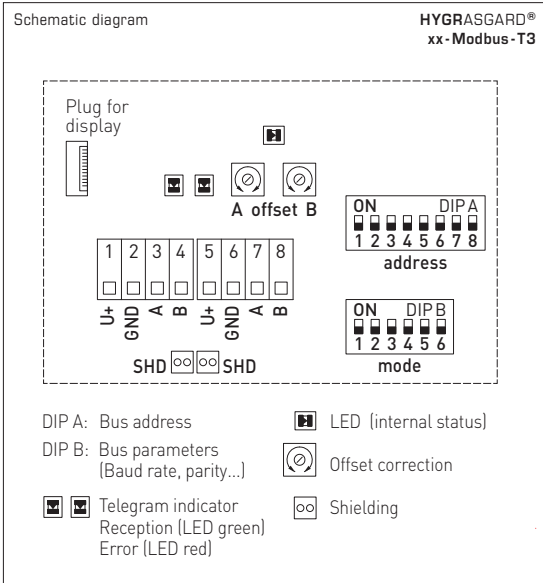 Schematic diagram
HYGRASGARD®
xx-Modbus-T3
Plug for
display
A offset B
ON DIP A
1 2 3 4 5 6 7 8
address
1 2 3 4 5 6 7 8
U+ GND A B U+ GND A B
ON DIP B
1 2 3 4 5 6
mode
SHD SHD
DIP A: Bus address
DIP B: Bus parameters
(Baud rate, parity...)
Telegram indicator
Reception (LED green)
Error (LED red)
LED (internal status)
Offset correction
Shielding